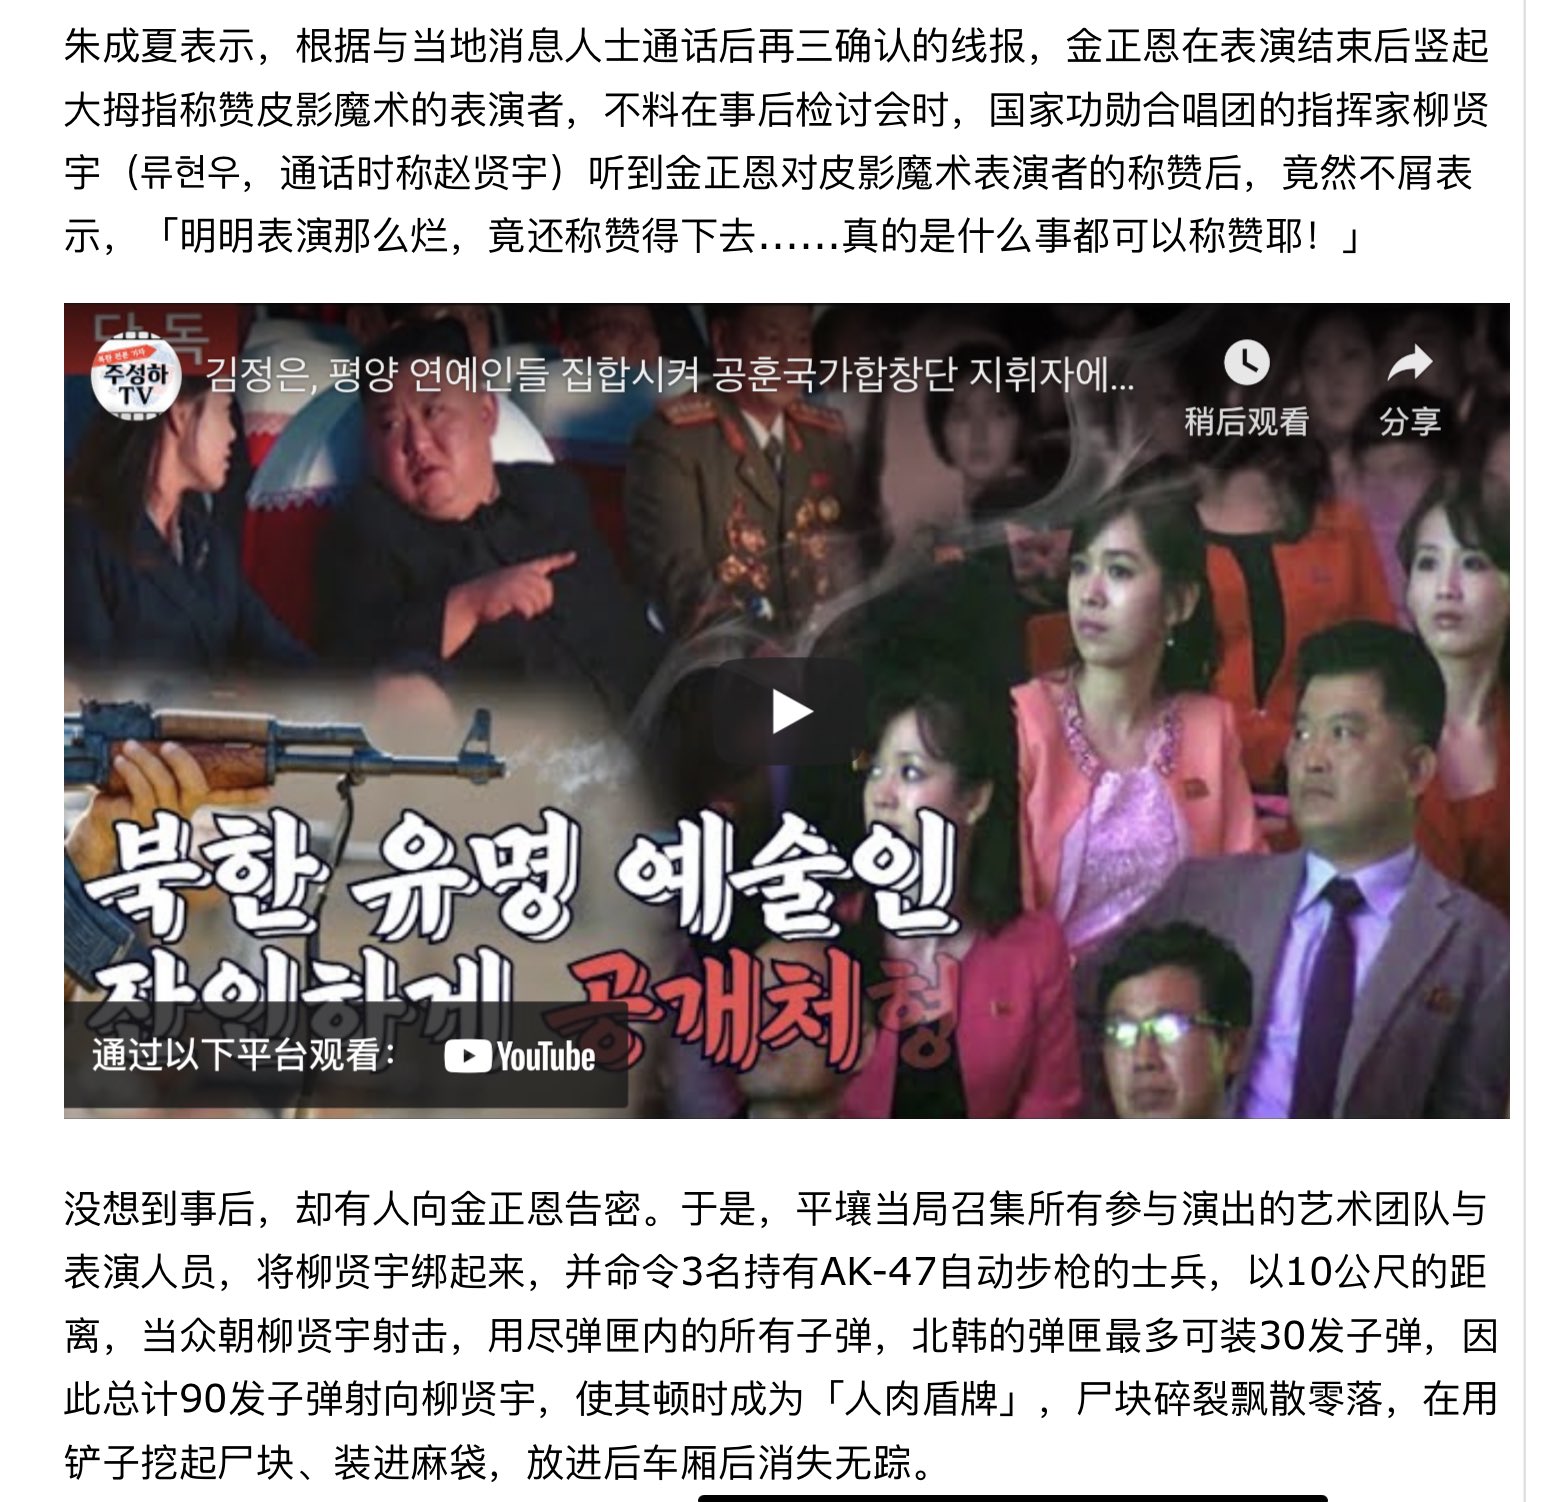 朱成夏表示，根据与当地消息人士通话后再三确认的线报，金正恩在表演结束后竖起
大拇指称赞皮影魔术的表演者，不料在事后检讨会时，国家功勋合唱团的指挥家柳贤
宇（류현우，通话时称赵贤宇）听到金正恩对皮影魔术表演者的称赞后，竟然不屑表
示，「明明表演那么烂，竟还称赞得下去……真的是什么事都可以称赞耶！」
단독
북한 전문 기자
주성하
TV
김정은, 평양 연예인들 집합시켜 공훈국가합창단 지휘자에...
稍后观看
分享
북한 유명 예술인
잔인하게 공개처형
通过以下平台观看： YouTube
没想到事后，却有人向金正恩告密。于是，平壤当局召集所有参与演出的艺术团队与
表演人员，将柳贤宇绑起来，并命令3名持有AK-47自动步枪的士兵，以10公尺的距
离，当众朝柳贤宇射击，用尽弹匣内的所有子弹，北韩的弹匣最多可装30发子弹，因
此总计90发子弹射向柳贤宇，使其顿时成为「人肉盾牌」，尸块碎裂飘散零落，在用
铲子挖起尸块、装进麻袋，放进后车厢后消失无踪。